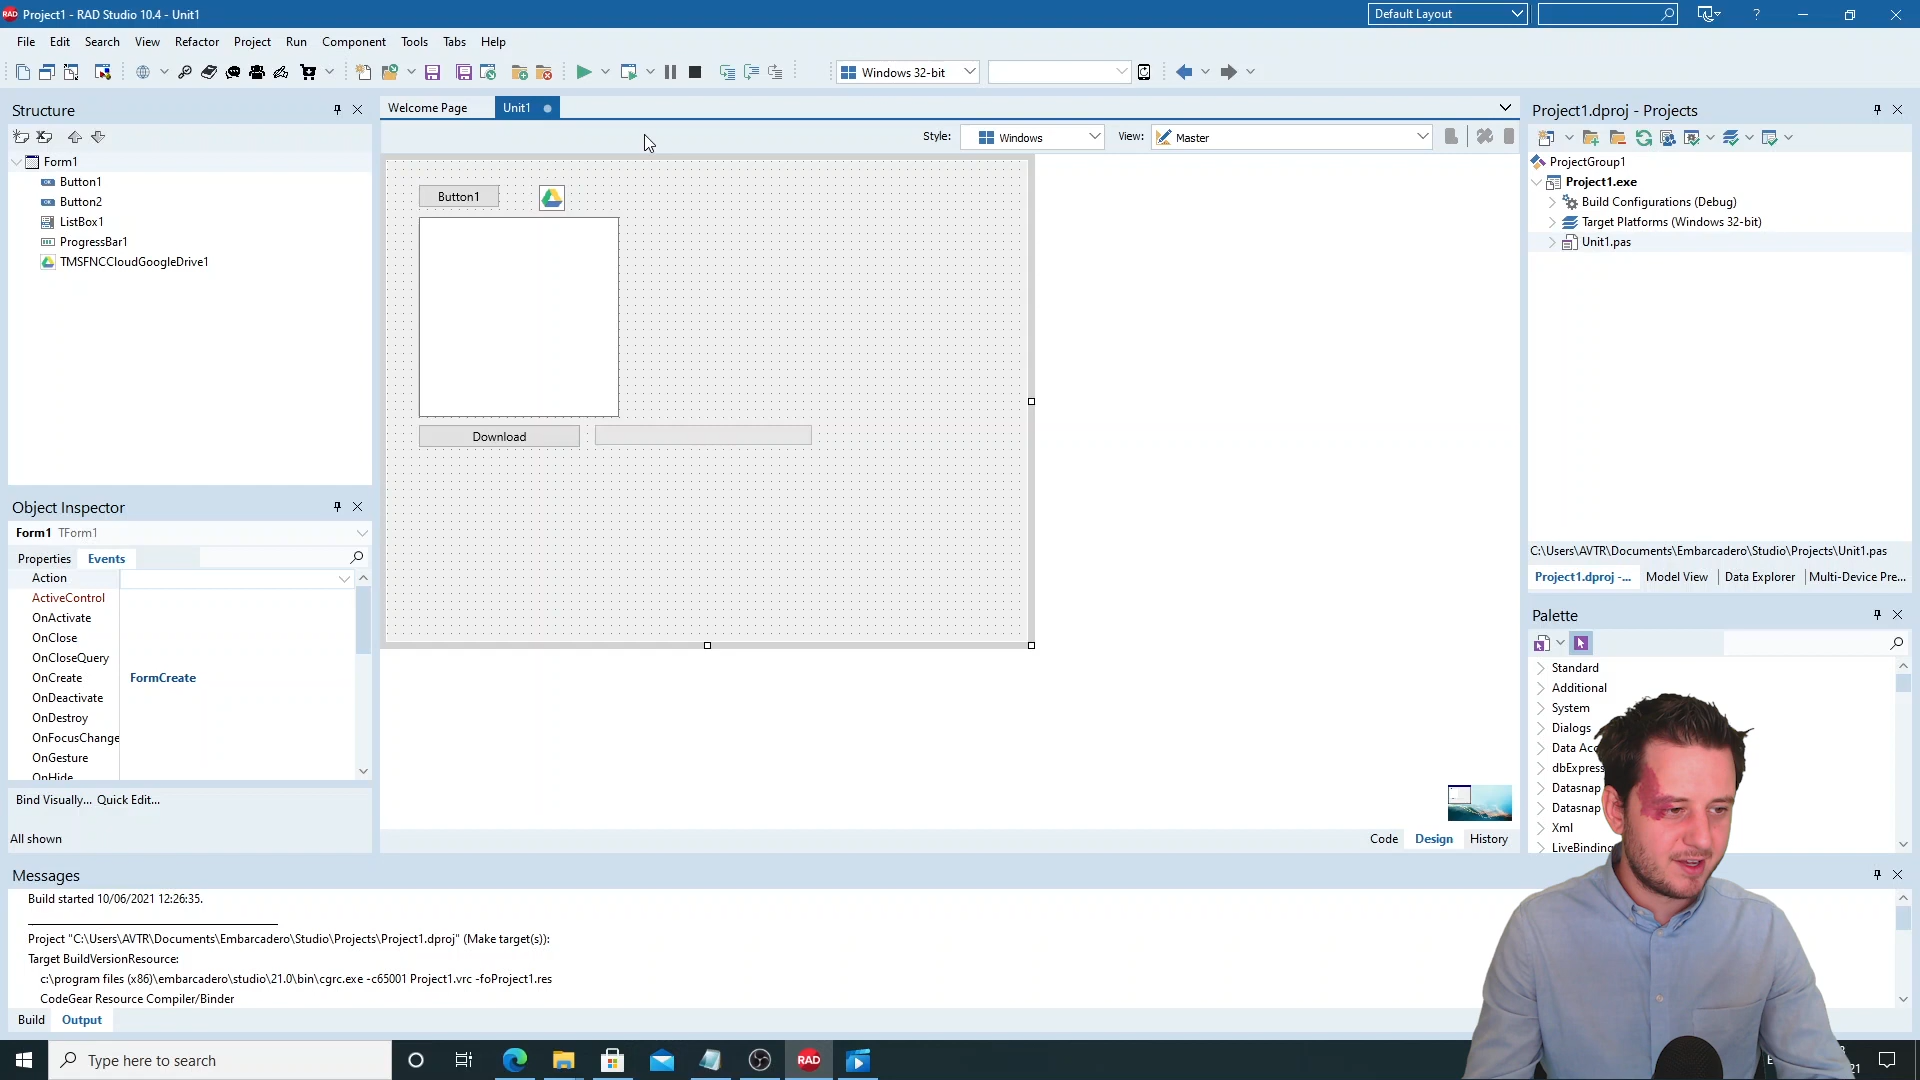 Project1 - RAD Studio 10.4 - Unit1
Default Layout
?
File Edit Search View Refactor Project Run Component Tools Tabs Help
Windows 32-bit
Structure
Form1
Button1
Button2
ListBox1
ProgressBar1
TMSFNCCloudGoogleDrive1
Object Inspector
Form1 TForm1
Properties Events
Action
ActiveControl
OnActivate
OnClose
OnCloseQuery
OnCreate FormCreate
OnDeactivate
OnDestroy
OnFocusChange
OnGesture
OnHide
Bind Visually... Quick Edit...
All shown
Welcome Page Unit1
Style: Windows View: Master
Button1
Download
Code Design History
Project1.dproj - Projects
ProjectGroup1
Project1.exe
Build Configurations (Debug)
Target Platforms (Windows 32-bit)
Unit1.pas
C:\Users\AVTR\Documents\Embarcadero\Studio\Projects\Unit1.pas
Project1.dproj -... Model View Data Explorer Multi-Device Pre...
Palette
Standard
Additional
System
Dialogs
Data Acc
dbExpress
Datasnap
Datasnap
Xml
LiveBinding
Messages
Build started 10/06/2021 12:26:35.
Project "C:\Users\AVTR\Documents\Embarcadero\Studio\Projects\Project1.dproj" (Make target(s)):
Target BuildVersionResource:
c:\program files (x86)\embarcadero\studio\21.0\bin\cgrc.exe -c65001 Project1.vrc -foProject1.res
CodeGear Resource Compiler/Binder
Build Output
Type here to search
RAD
21